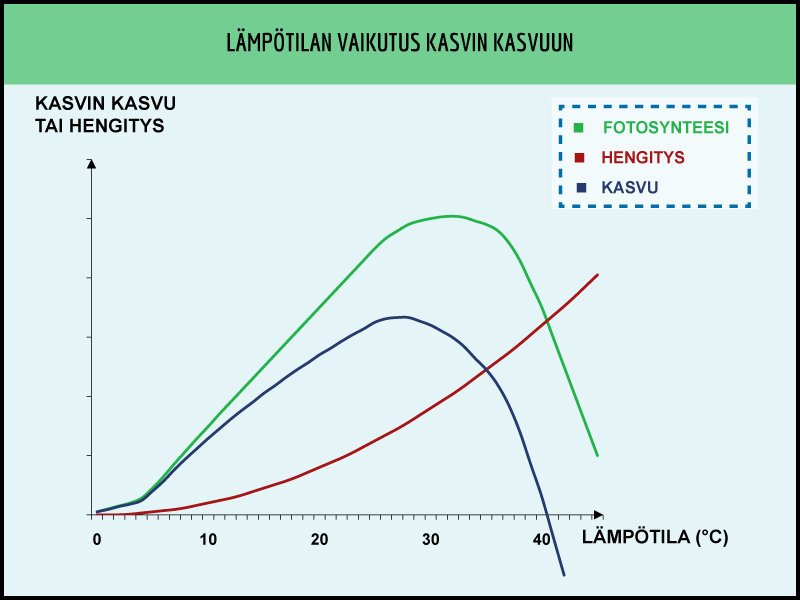 LÄMPÖTILAN VAIKUTUS KASVIN KASVUUN
KASVIN KASVU
TAI HENGITYS
FOTOSYNTEESI
HENGITYS
KASVU
0 10 20 30 40
LÄMPÖTILA (°C)